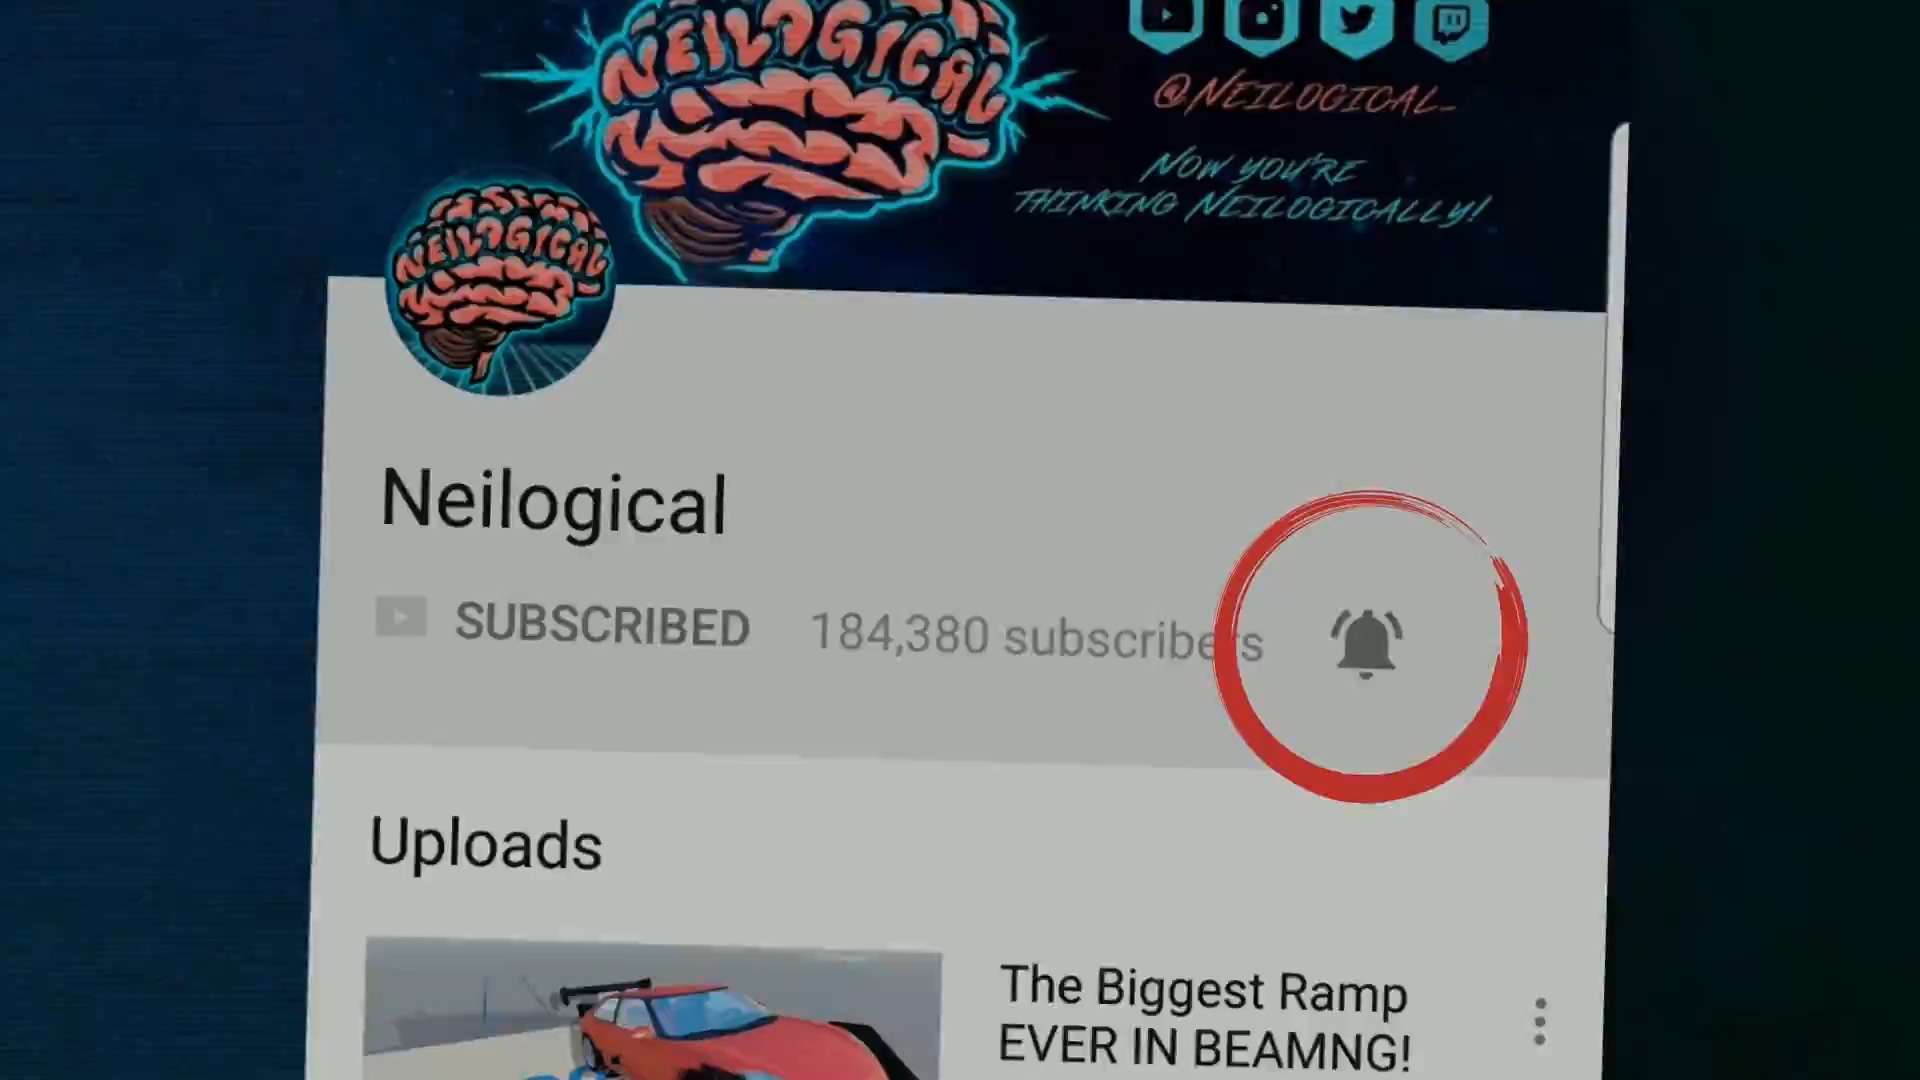 NEILOGICAL
@NEILOGICAL_
NOW YOU'RE
THINKING NEILOGICALLY!
NEILOGICAL
Neilogical
SUBSCRIBED 184,380 subscribers
Uploads
The Biggest Ramp
EVER IN BEAMNG!